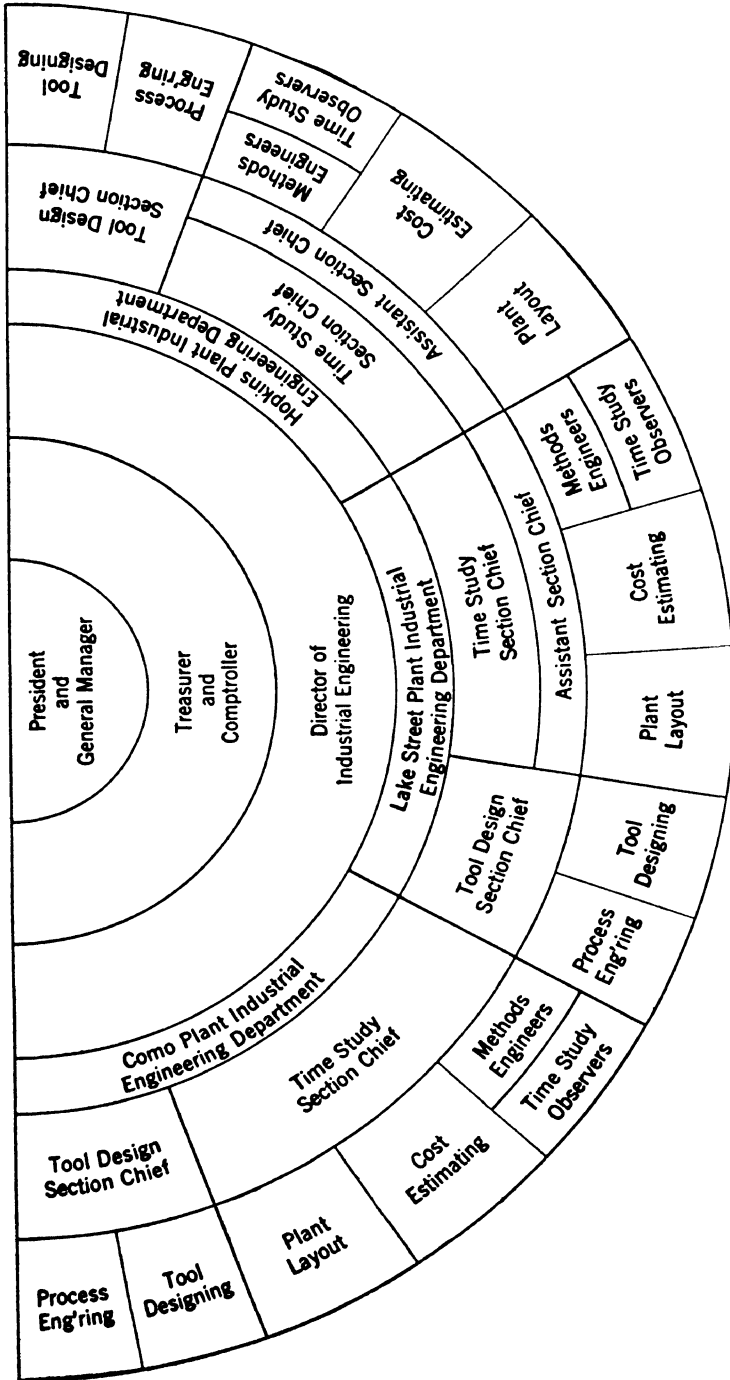 President
and
General Manager
Treasurer
and
Comptroller
Director of
Industrial Engineering
Hopkins Plant Industrial
Engineering Department
Tool Design
Section Chief
Tool
Designing
Process
Eng'ring
Time Study
Section Chief
Assistant Section Chief
Methods
Engineers
Time Study
Observers
Cost
Estimating
Plant
Layout
Lake Street Plant Industrial
Engineering Department
Time Study
Section Chief
Assistant Section Chief
Methods
Engineers
Time Study
Observers
Cost
Estimating
Plant
Layout
Tool Design
Section Chief
Tool
Designing
Process
Eng'ring
Como Plant Industrial
Engineering Department
Time Study
Section Chief
Methods
Engineers
Time Study
Observers
Cost
Estimating
Plant
Layout
Tool Design
Section Chief
Tool
Designing
Process
Eng'ring